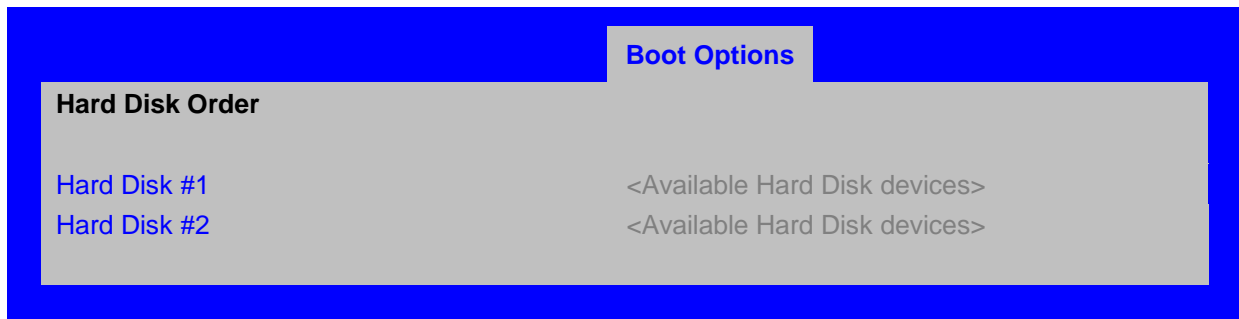 Boot Options
Hard Disk Order
Hard Disk #1 <Available Hard Disk devices>
Hard Disk #2 <Available Hard Disk devices>